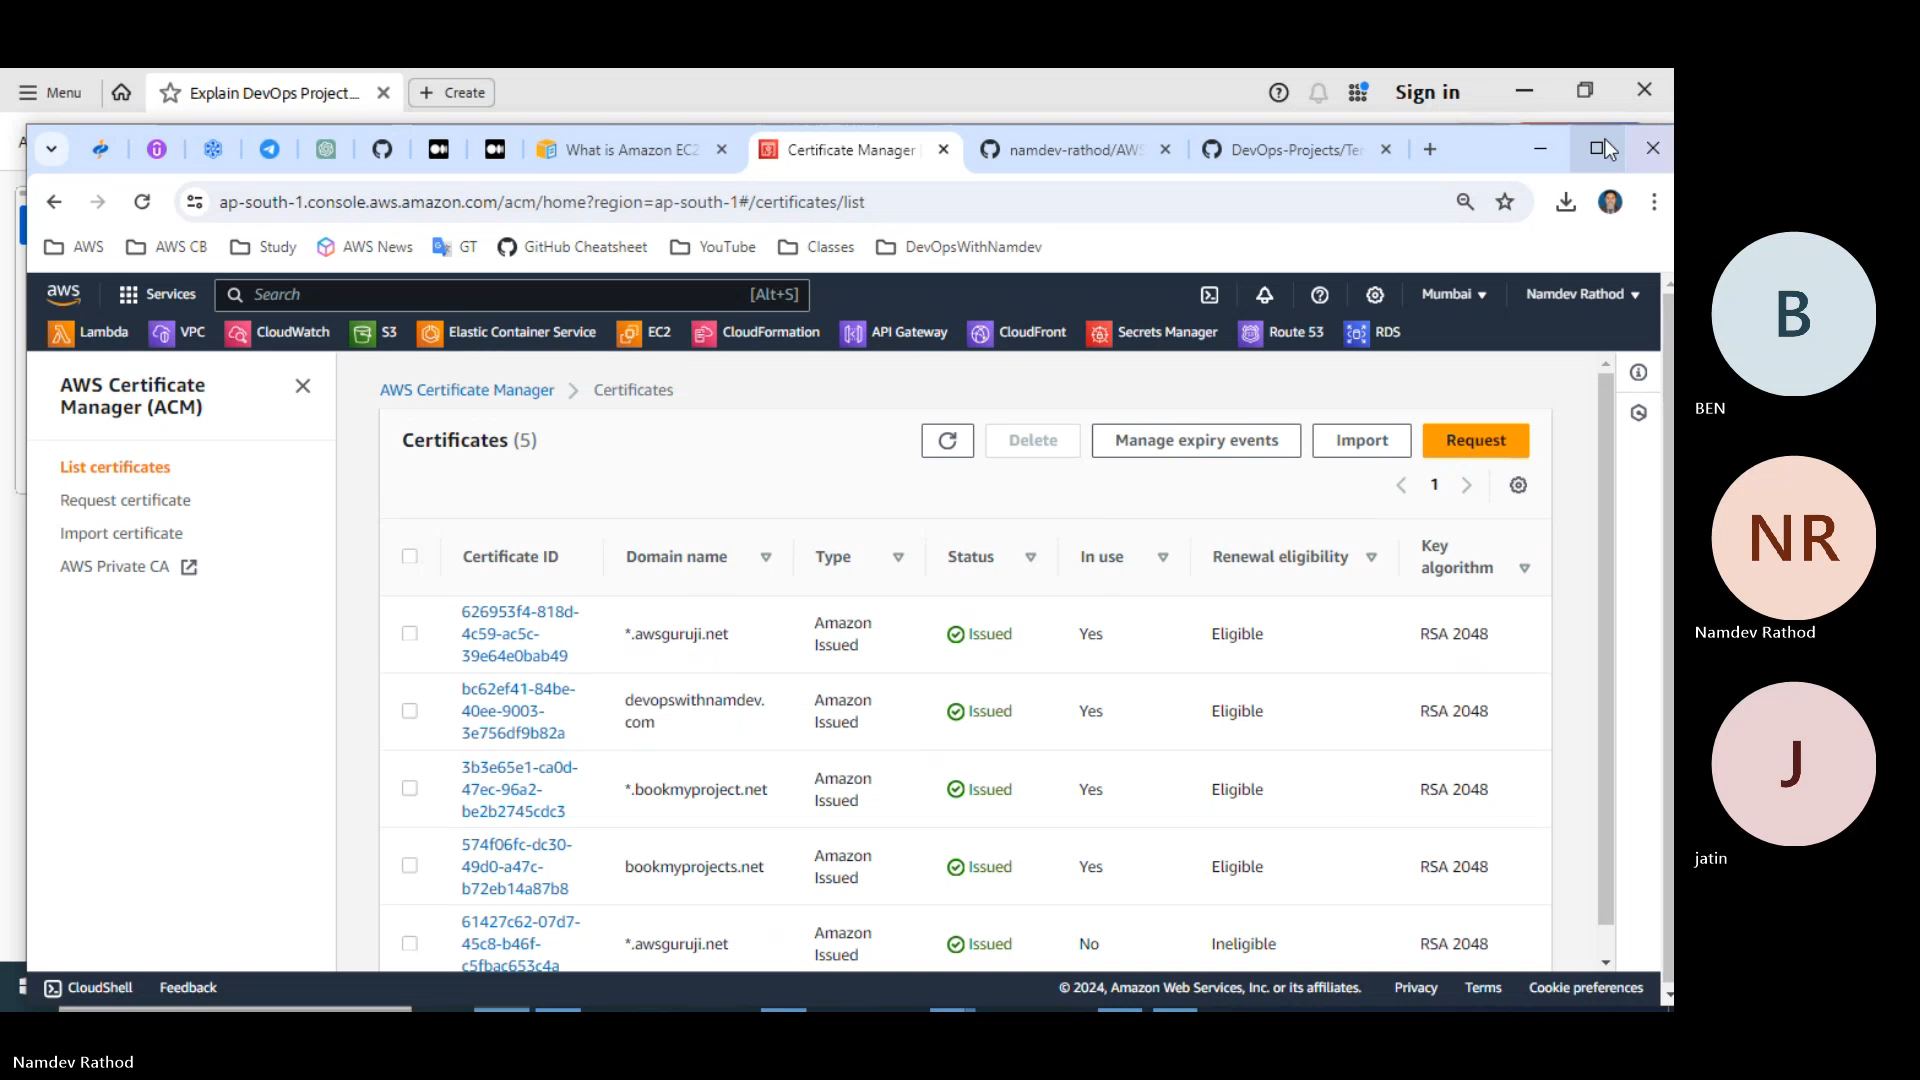 Menu
Explain DevOps Project...
Create
Sign in
What is Amazon EC2
Certificate Manager
namdev-rathod/AWS
DevOps-Projects/Ter
ap-south-1.console.aws.amazon.com/acm/home?region=ap-south-1#/certificates/list
AWS
AWS CB
Study
AWS News
GT
GitHub Cheatsheet
YouTube
Classes
DevOpsWithNamdev
aws
Services
Search
[Alt+S]
Mumbai
Namdev Rathod
Lambda
VPC
CloudWatch
S3
Elastic Container Service
EC2
CloudFormation
API Gateway
CloudFront
Secrets Manager
Route 53
RDS
AWS Certificate
Manager (ACM)
List certificates
Request certificate
Import certificate
AWS Private CA
AWS Certificate Manager
Certificates
Certificates (5)
Delete
Manage expiry events
Import
Request
1
Certificate ID
Domain name
Type
Status
In use
Renewal eligibility
Key
algorithm
626953f4-818d-
4c59-ac5c-
39e64e0bab49
*.awsguruji.net
Amazon
Issued
Issued
Yes
Eligible
RSA 2048
bc62ef41-84be-
40ee-9003-
3e756df9b82a
devopswithnamdev.
com
Amazon
Issued
Issued
Yes
Eligible
RSA 2048
3b3e65e1-ca0d-
47ec-96a2-
be2b2745cdc3
*.bookmyproject.net
Amazon
Issued
Issued
Yes
Eligible
RSA 2048
574f06fc-dc30-
49d0-a47c-
b72eb14a87b8
bookmyprojects.net
Amazon
Issued
Issued
Yes
Eligible
RSA 2048
61427c62-07d7-
45c8-b46f-
c5fbac653c4a
*.awsguruji.net
Amazon
Issued
Issued
No
Ineligible
RSA 2048
CloudShell
Feedback
© 2024, Amazon Web Services, Inc. or its affiliates.
Privacy
Terms
Cookie preferences
B
BEN
NR
Namdev Rathod
J
jatin
Namdev Rathod